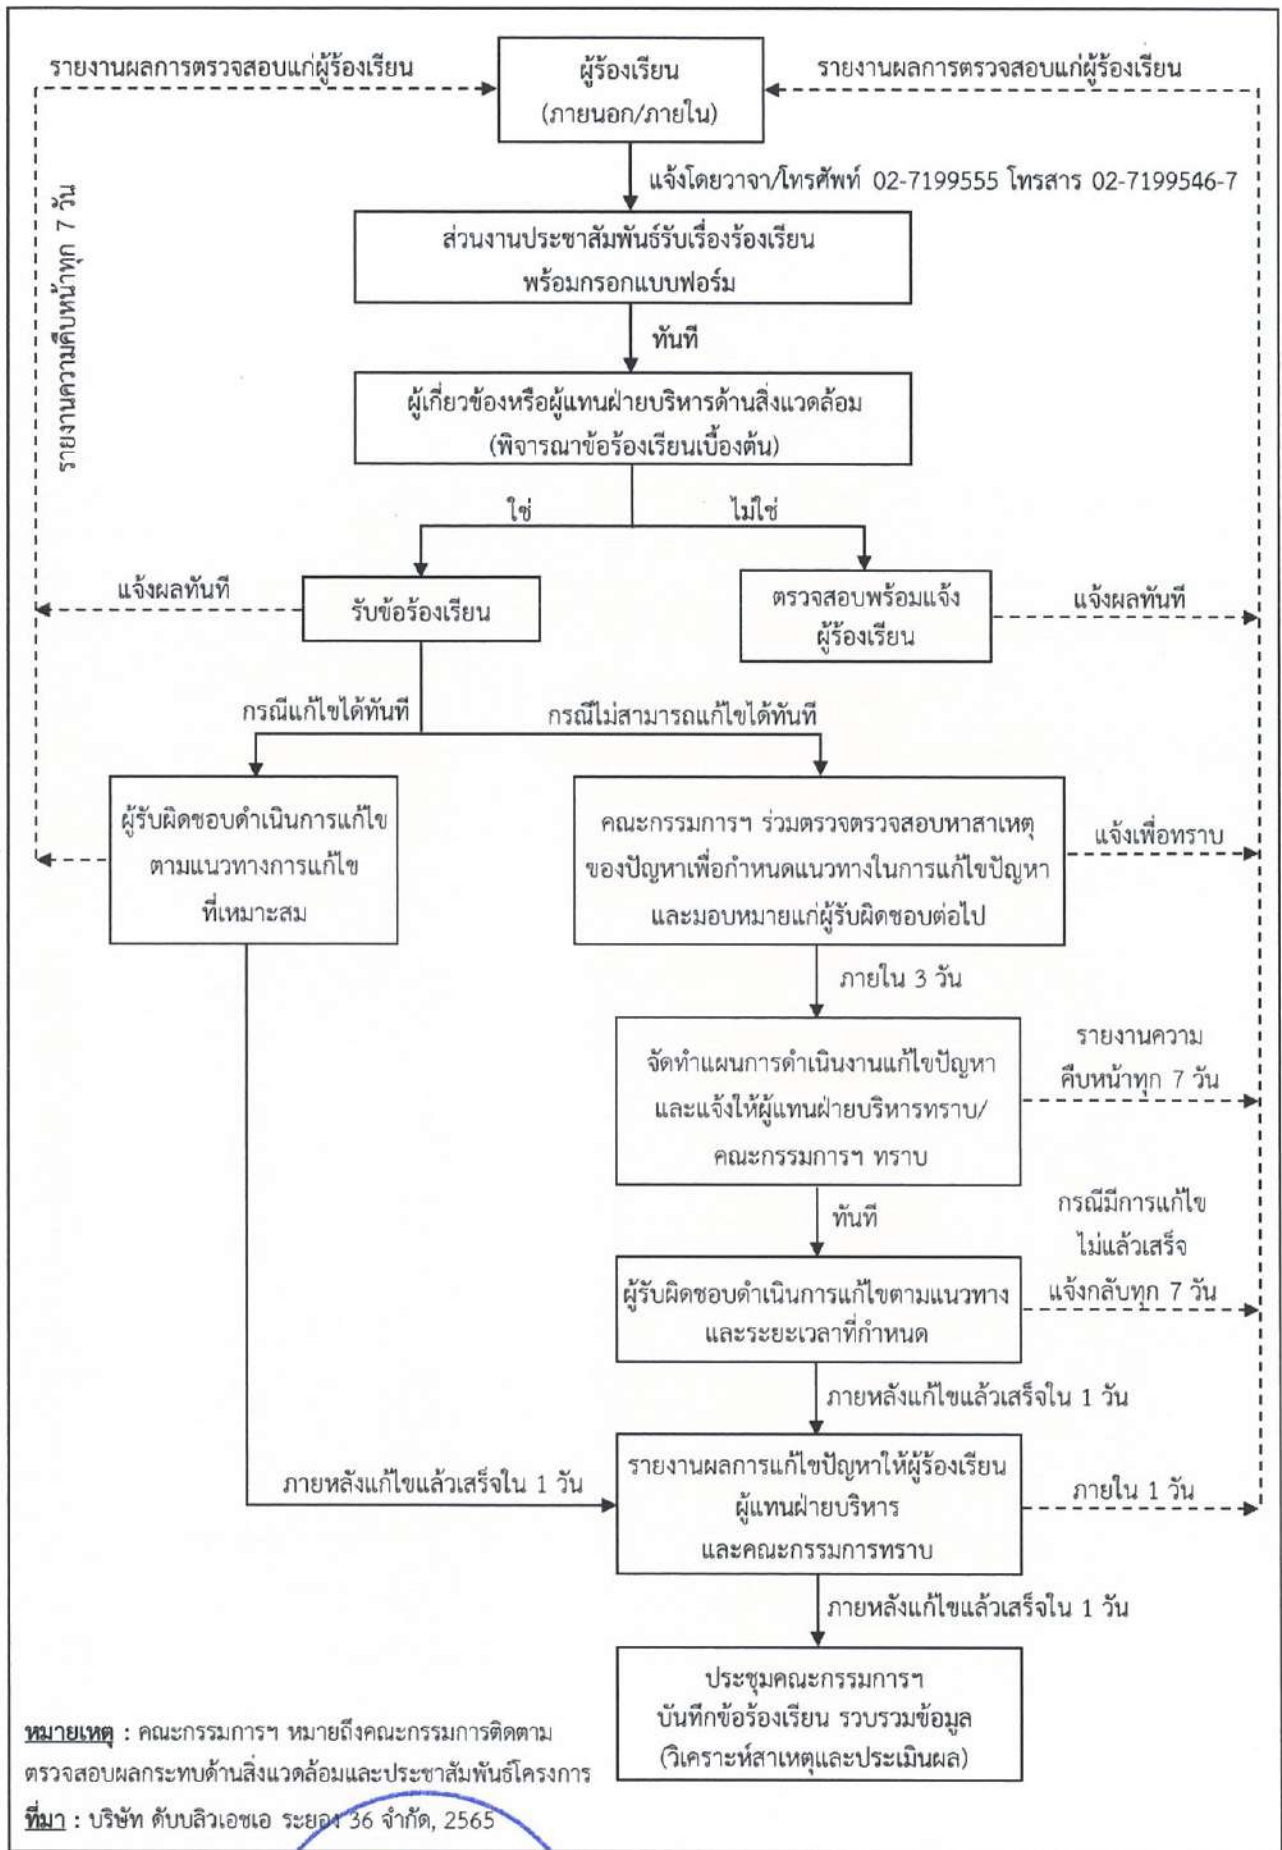 รายงานผลการตรวจสอบแก่ผู้ร้องเรียน
ผู้ร้องเรียน
(ภายนอก/ภายใน)
รายงานผลการตรวจสอบแก่ผู้ร้องเรียน
แจ้งโดยวาจา/โทรศัพท์ 02-7199555 โทรสาร 02-7199546-7
รายงานความคืบหน้าทุก 7 วัน
ส่วนงานประชาสัมพันธ์รับเรื่องร้องเรียน
พร้อมกรอกแบบฟอร์ม
ทันที
ผู้เกี่ยวข้องหรือผู้แทนฝ่ายบริหารด้านสิ่งแวดล้อม
(พิจารณาข้อร้องเรียนเบื้องต้น)
ใช่
ไม่ใช่
แจ้งผลทันที
รับข้อร้องเรียน
ตรวจสอบพร้อมแจ้ง
ผู้ร้องเรียน
แจ้งผลทันที
กรณีแก้ไขได้ทันที
กรณีไม่สามารถแก้ไขได้ทันที
ผู้รับผิดชอบดำเนินการแก้ไข
ตามแนวทางการแก้ไข
ที่เหมาะสม
คณะกรรมการฯ ร่วมตรวจตรวจสอบหาสาเหตุ
ของปัญหาเพื่อกำหนดแนวทางในการแก้ไขปัญหา
และมอบหมายแก่ผู้รับผิดชอบต่อไป
แจ้งเพื่อทราบ
ภายใน 3 วัน
จัดทำแผนการดำเนินงานแก้ไขปัญหา
และแจ้งให้ผู้แทนฝ่ายบริหารทราบ/
คณะกรรมการฯ ทราบ
รายงานความ
คืบหน้าทุก 7 วัน
ทันที
กรณีมีการแก้ไข
ไม่แล้วเสร็จ
แจ้งกลับทุก 7 วัน
ผู้รับผิดชอบดำเนินการแก้ไขตามแนวทาง
และระยะเวลาที่กำหนด
ภายหลังแก้ไขแล้วเสร็จใน 1 วัน
ภายหลังแก้ไขแล้วเสร็จใน 1 วัน
รายงานผลการแก้ไขปัญหาให้ผู้ร้องเรียน
ผู้แทนฝ่ายบริหาร
และคณะกรรมการทราบ
ภายใน 1 วัน
ภายหลังแก้ไขแล้วเสร็จใน 1 วัน
ประชุมคณะกรรมการฯ
บันทึกข้อร้องเรียน รวบรวมข้อมูล
(วิเคราะห์สาเหตุและประเมินผล)
หมายเหตุ : คณะกรรมการฯ หมายถึงคณะกรรมการติดตาม
ตรวจสอบผลกระทบด้านสิ่งแวดล้อมและประชาสัมพันธ์โครงการ
ที่มา : บริษัท ดับบลิวเอชเอ ระยอง 36 จำกัด, 2565